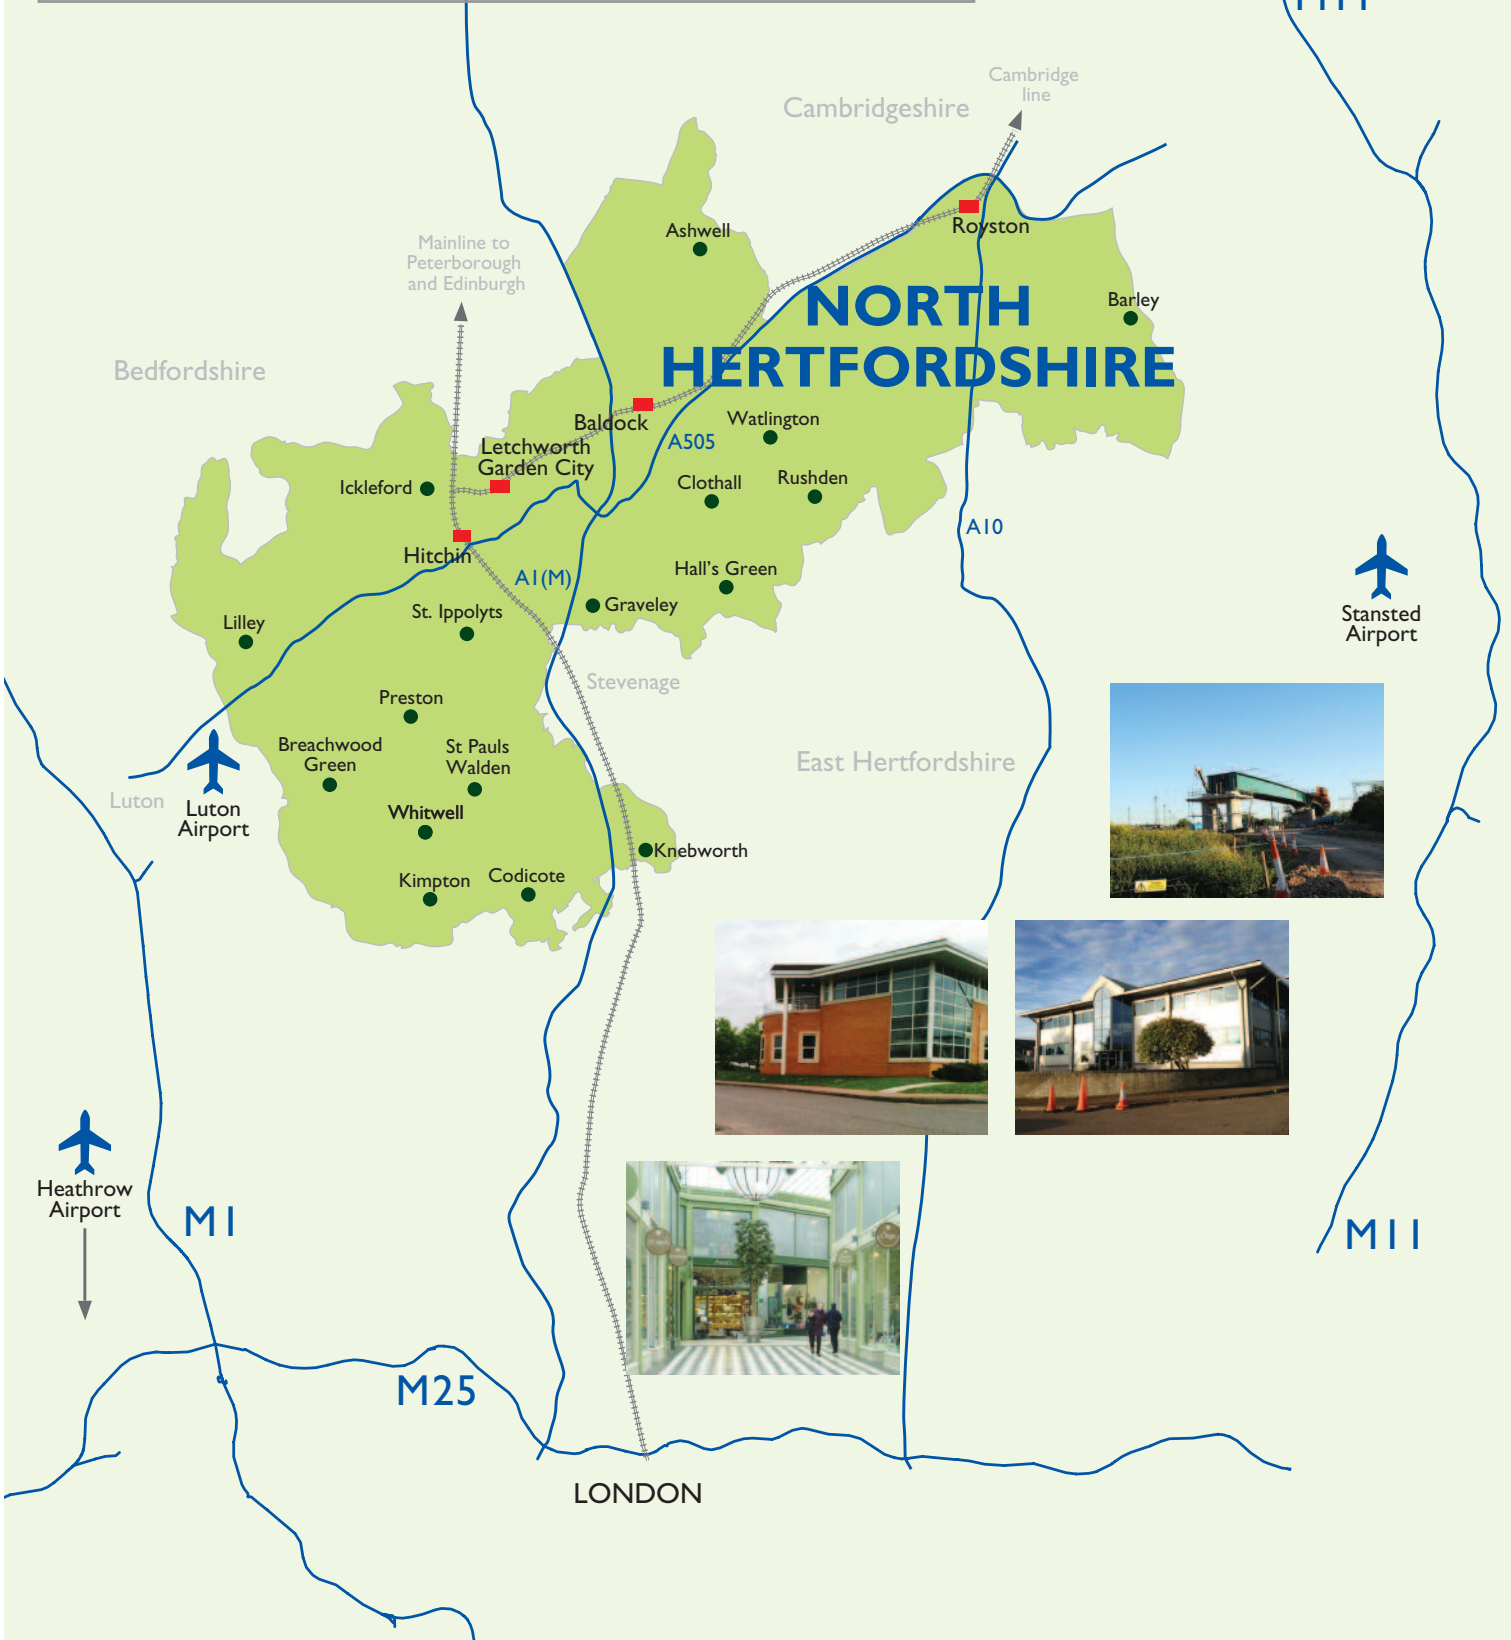 M11
Cambridge
line
Cambridgeshire
Ashwell
Royston
Mainline to
Peterborough
and Edinburgh
NORTH
HERTFORDSHIRE
Barley
Bedfordshire
Baldock
Watlington
A505
Letchworth
Garden City
Ickleford
Clothall
Rushden
A10
Hitchin
A1(M)
Hall's Green
Graveley
St. Ippolyts
Lilley
Stansted
Airport
Stevenage
Preston
Breachwood
Green
St Pauls
Walden
East Hertfordshire
Luton
Luton
Airport
Whitwell
Knebworth
Kimpton
Codicote
Heathrow
Airport
M1
M11
M25
LONDON